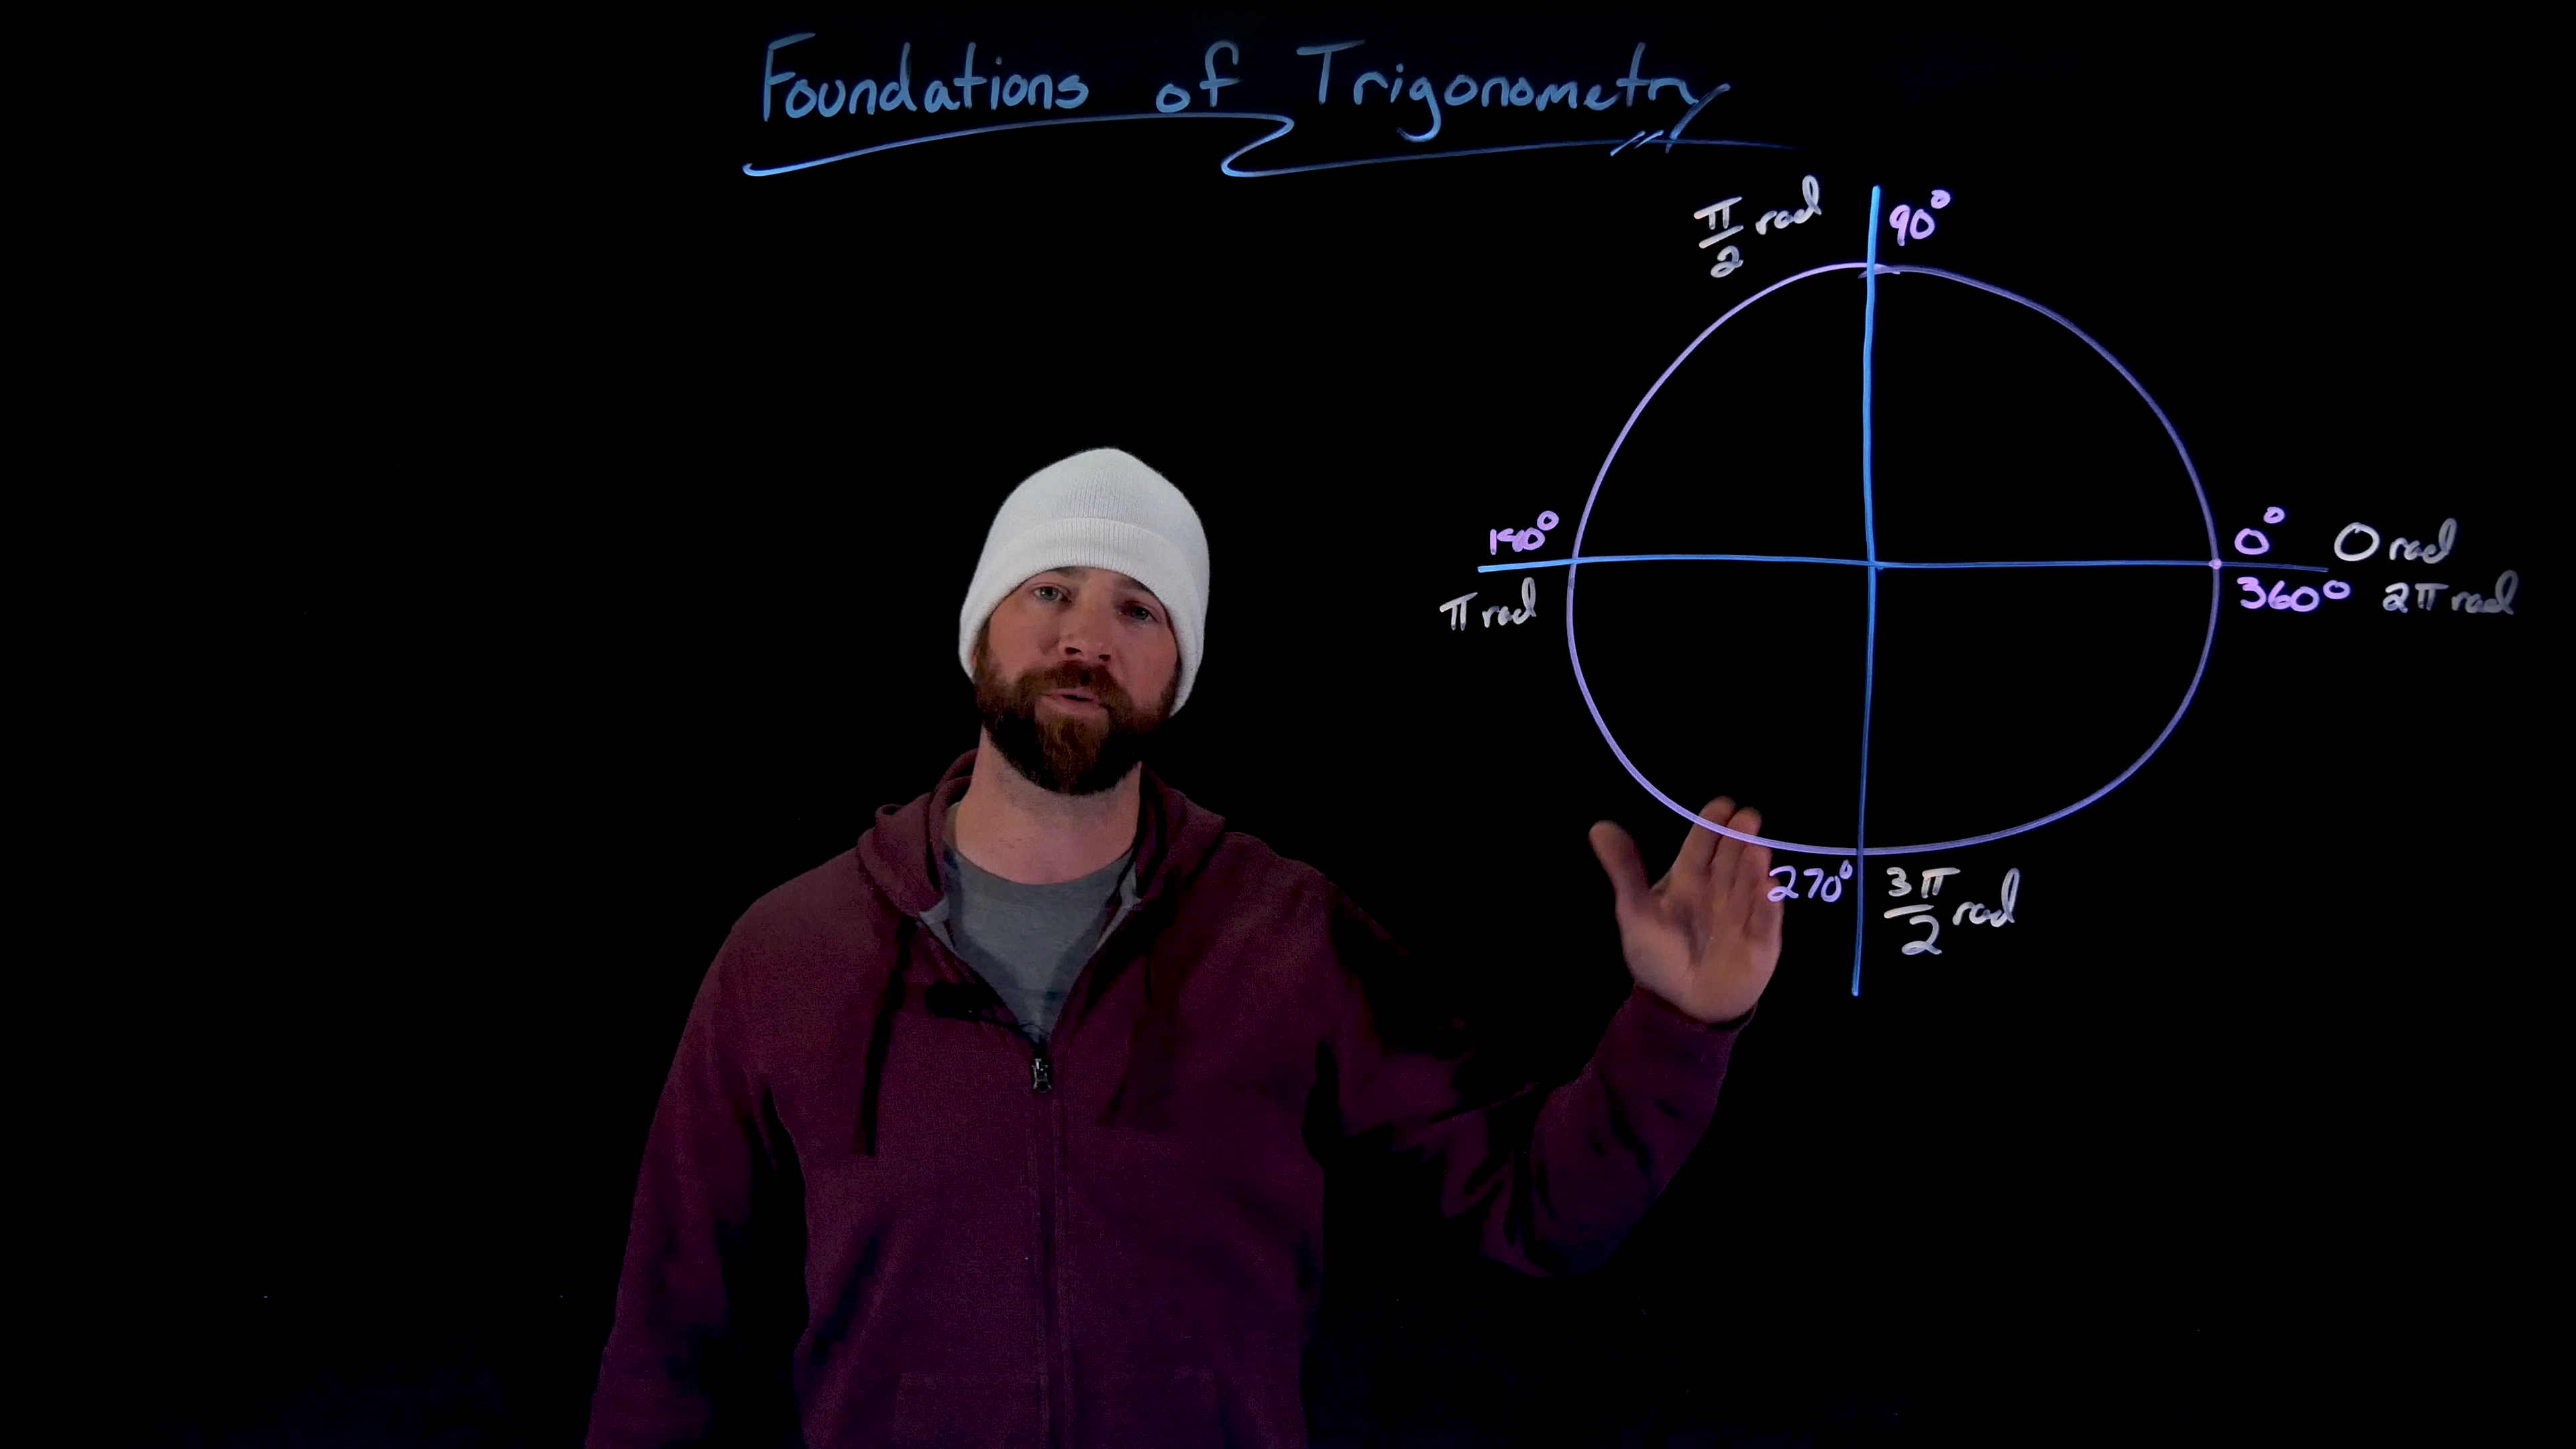 Foundations of Trigonometry
π/2 rad
90°
180°
π rad
0° 0 rad
360° 2π rad
270°
3π/2 rad